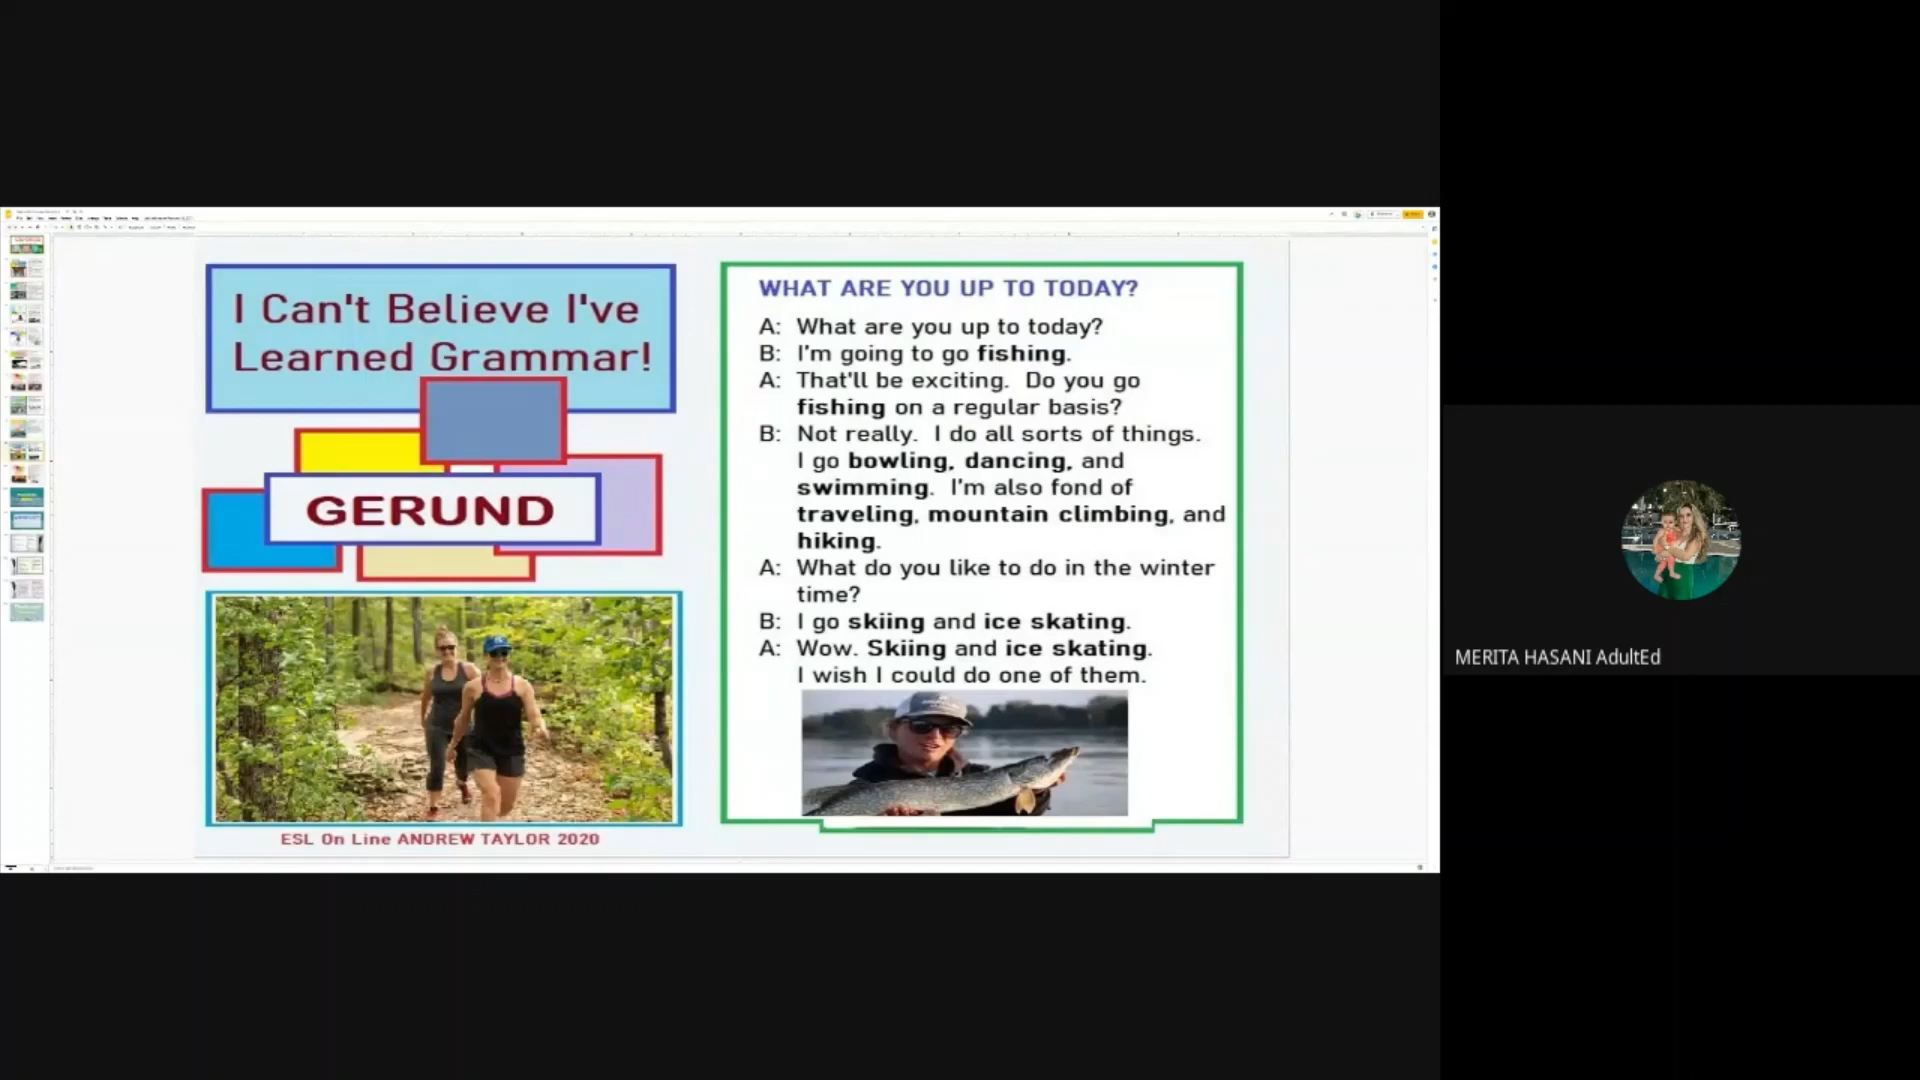 I Can't Believe I've
Learned Grammar!
GERUND
ESL On Line ANDREW TAYLOR 2020
WHAT ARE YOU UP TO TODAY?
A: What are you up to today?
B: I'm going to go fishing.
A: That'll be exciting. Do you go
fishing on a regular basis?
B: Not really. I do all sorts of things.
I go bowling, dancing, and
swimming. I'm also fond of
traveling, mountain climbing, and
hiking.
A: What do you like to do in the winter
time?
B: I go skiing and ice skating.
A: Wow. Skiing and ice skating.
I wish I could do one of them.
MERITA HASANI AdultEd